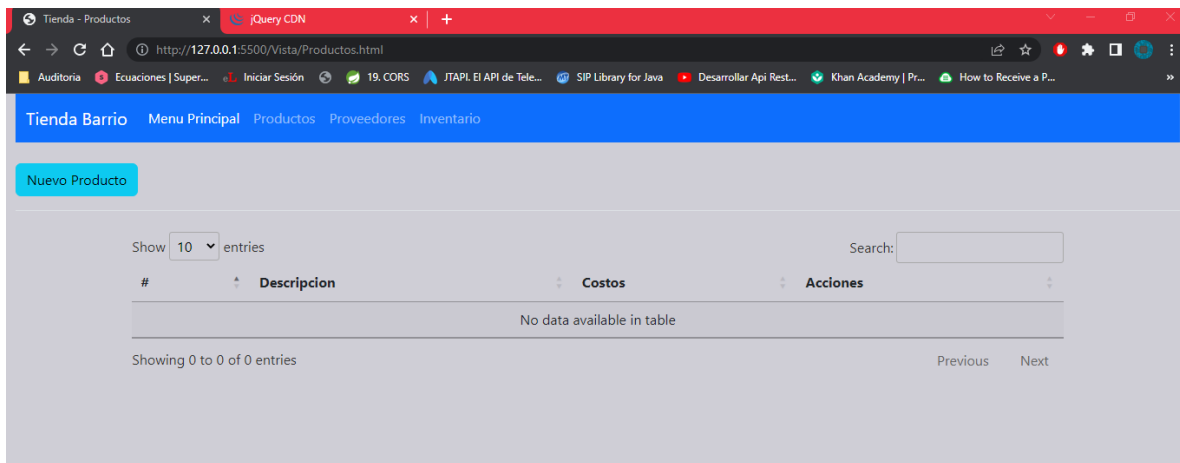 Tienda - Productos
jQuery CDN
http://127.0.0.1:5500/Vista/Productos.html
Auditoria
Ecuaciones | Super...
Iniciar Sesión
19. CORS
JTAPI. El API de Tele...
SIP Library for Java
Desarrollar Api Rest...
Khan Academy | Pr...
How to Receive a P...
Tienda Barrio Menu Principal Productos Proveedores Inventario
Nuevo Producto
Show 10 entries
Search:
# Descripcion Costos Acciones
No data available in table
Showing 0 to 0 of 0 entries
Previous Next